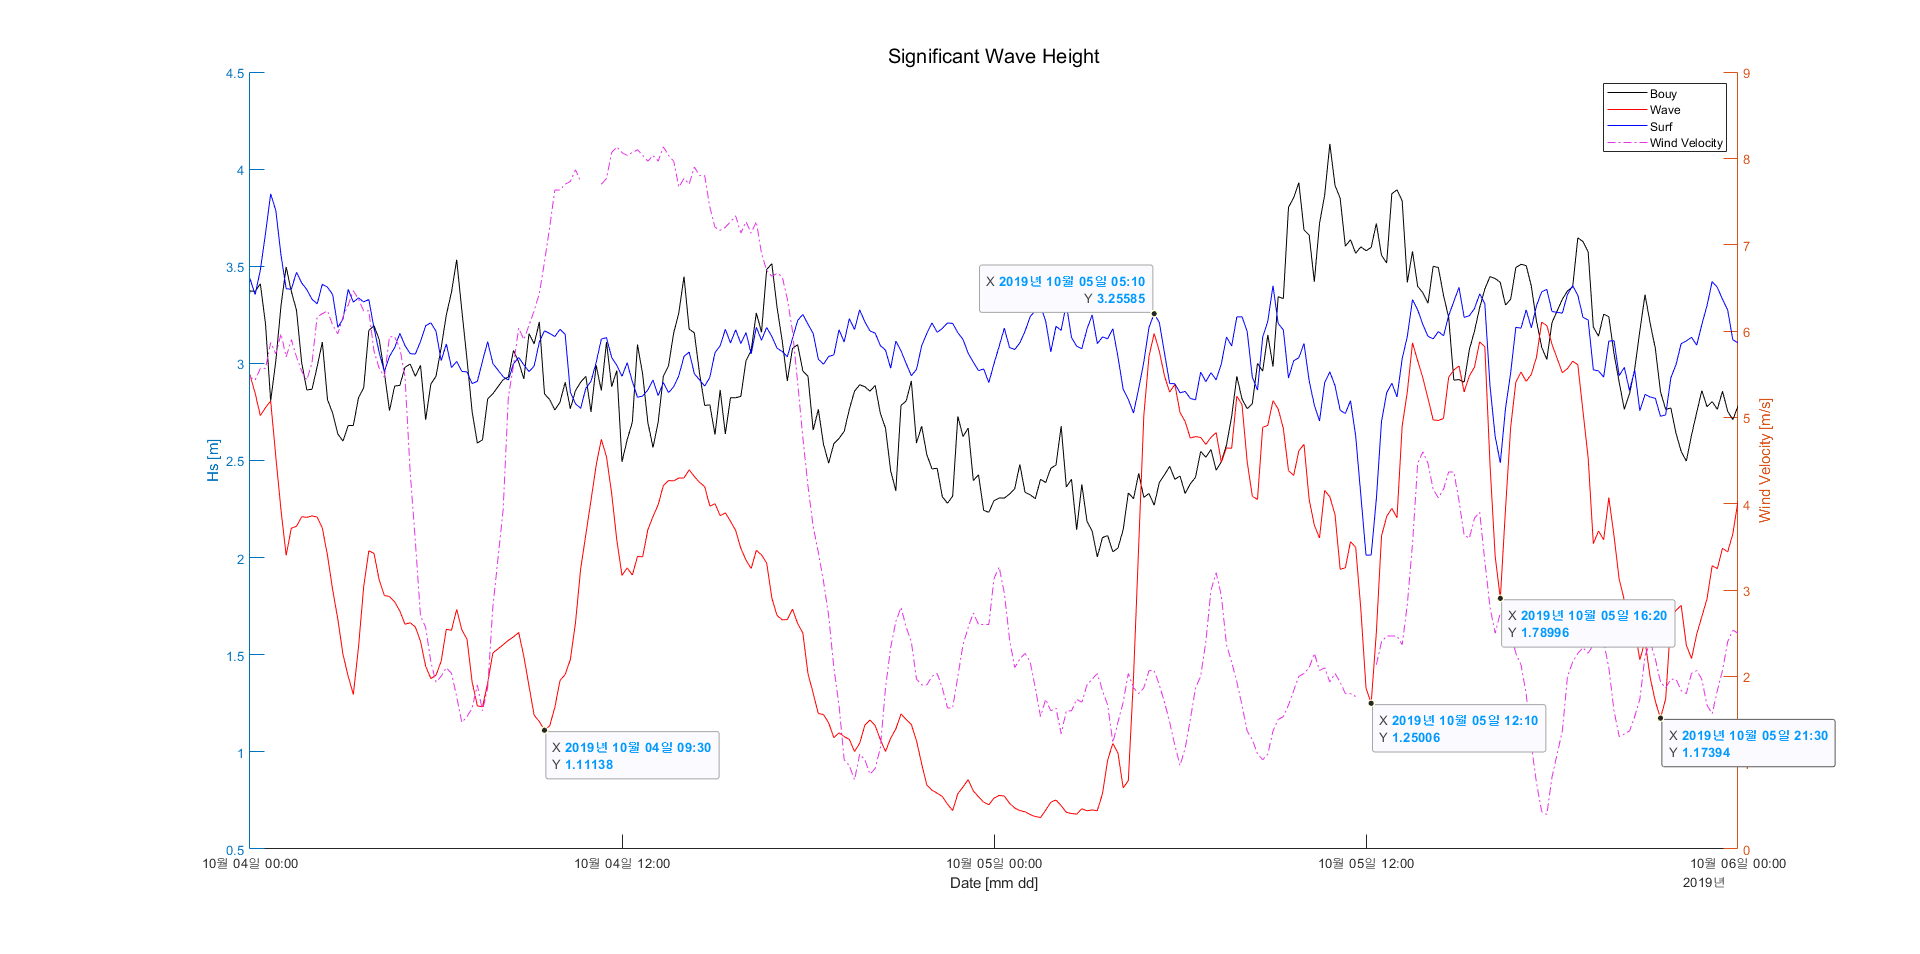 Significant Wave Height
4.5
4
3.5
3
2.5
2
1.5
1
0.5
Hs [m]
9
8
7
6
5
4
3
2
0
Wind Velocity [m/s]
Bouy
Wave
Surf
Wind Velocity
X 2019년 10월 05일 05:10
Y 3.25585
X 2019년 10월 05일 16:20
Y 1.78996
X 2019년 10월 05일 12:10
Y 1.25006
X 2019년 10월 05일 21:30
Y 1.17394
X 2019년 10월 04일 09:30
Y 1.11138
10월 04일 00:00
10월 04일 12:00
10월 05일 00:00
10월 05일 12:00
10월 06일 00:00
Date [mm dd]
2019년